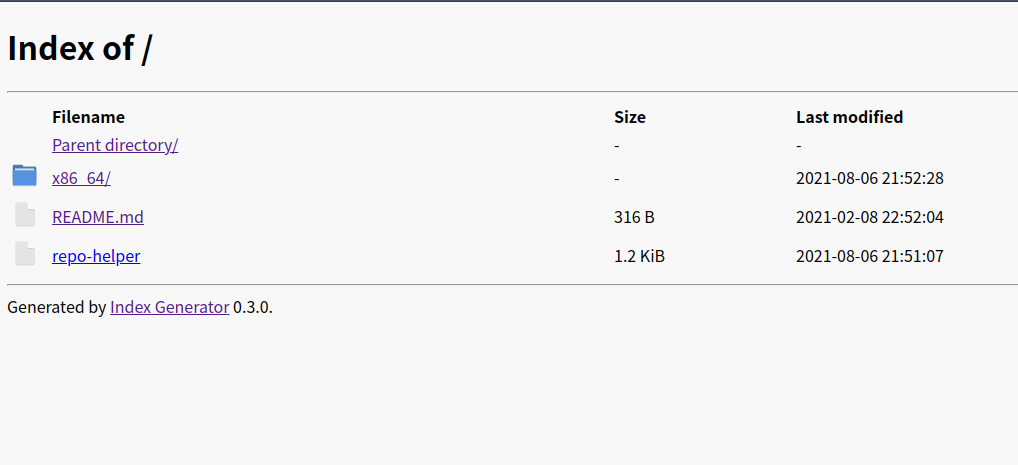 Index of /
Filename Size Last modified
Parent directory/ - -
x86_64/ - 2021-08-06 21:52:28
README.md 316 B 2021-02-08 22:52:04
repo-helper 1.2 KiB 2021-08-06 21:51:07
Generated by Index Generator 0.3.0.